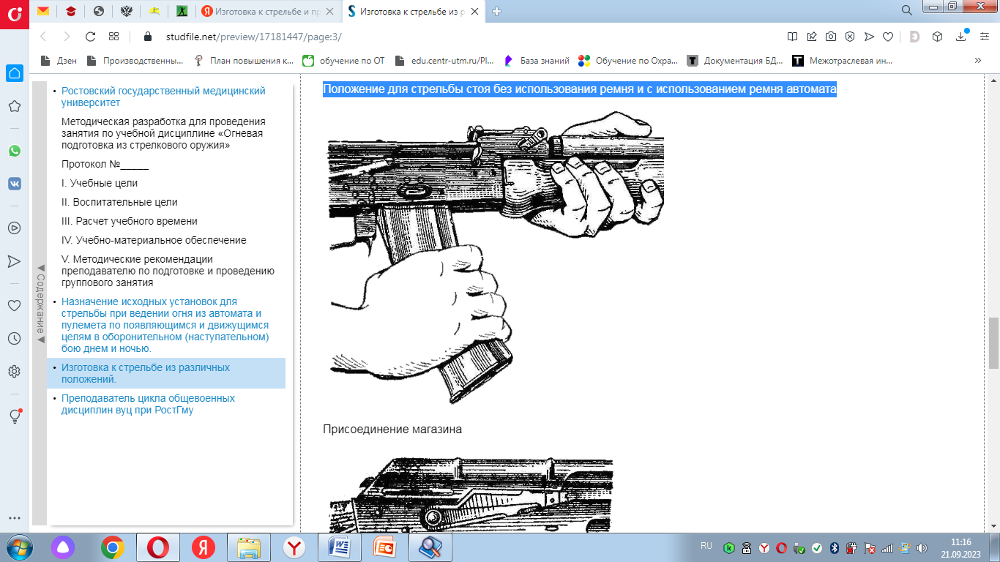 Изготовка к стрельбе и пр
Изготовка к стрельбе из р
studfile.net/preview/17181447/page:3/
Дзен
Производственны...
План повышения к...
обучение по ОТ
edu.centr-utm.ru/Pl...
База знаний
Обучение по Охра...
Документация БД...
Межотраслевая ин...
Содержание
Ростовский государственный медицинский
университет
Методическая разработка для проведения
занятия по учебной дисциплине «Огневая
подготовка из стрелкового оружия»
Протокол №_____
I. Учебные цели
II. Воспитательные цели
III. Расчет учебного времени
IV. Учебно-материальное обеспечение
V. Методические рекомендации
преподавателю по подготовке и проведению
группового занятия
Назначение исходных установок для
стрельбы при ведении огня из автомата и
пулемета по появляющимся и движущимся
целям в оборонительном (наступательном)
бою днем и ночью.
Изготовка к стрельбе из различных
положений.
Преподаватель цикла общевоенных
дисциплин вуц при РостГму
Положение для стрельбы стоя без использования ремня и с использованием ремня автомата
Присоединение магазина
RU
11:16
21.09.2023